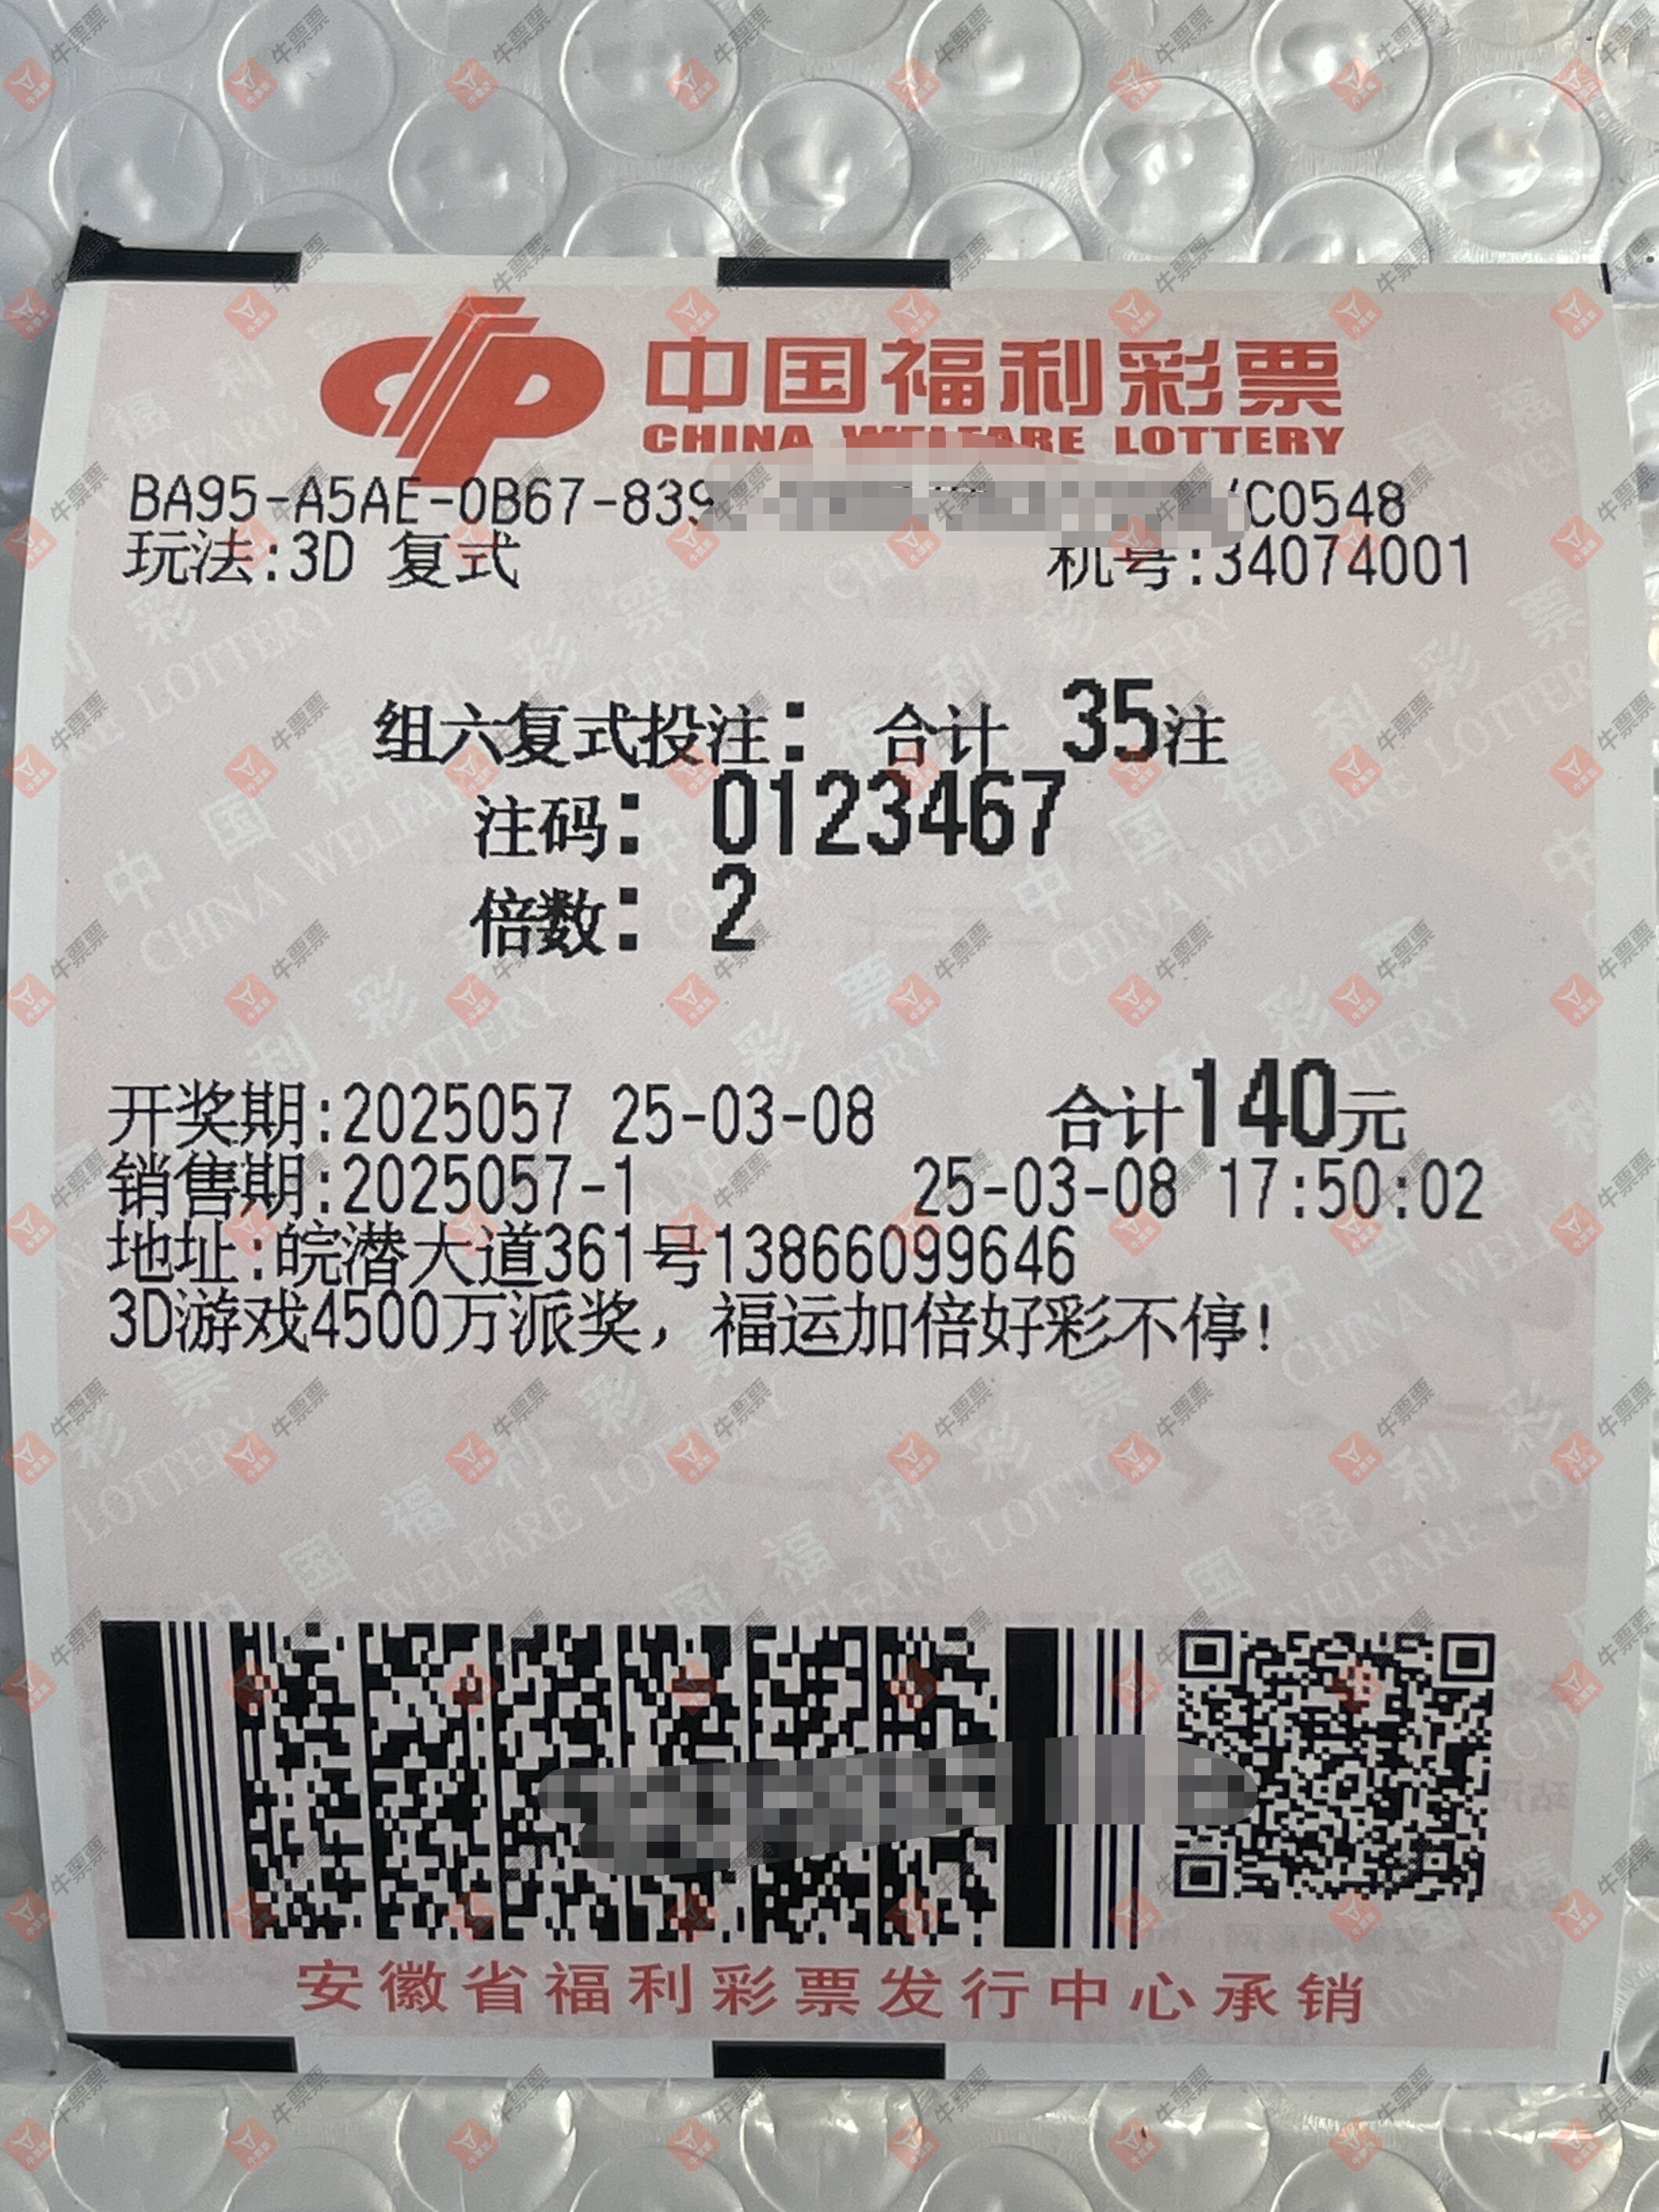 中国福利彩票
CHINA WELFARE LOTTERY
BA95-A5AE-0B67-839 C0548
玩法:3D 复式 机号:34074001
组六复式投注: 合计 35注
注码: 0123467
倍数: 2
开奖期:2025057 25-03-08 合计140元
销售期:2025057-1 25-03-08 17:50:02
地址:皖潜大道361号13866099646
3D游戏4500万派奖，福运加倍好彩不停!
安徽省福利彩票发行中心承销
牛票票